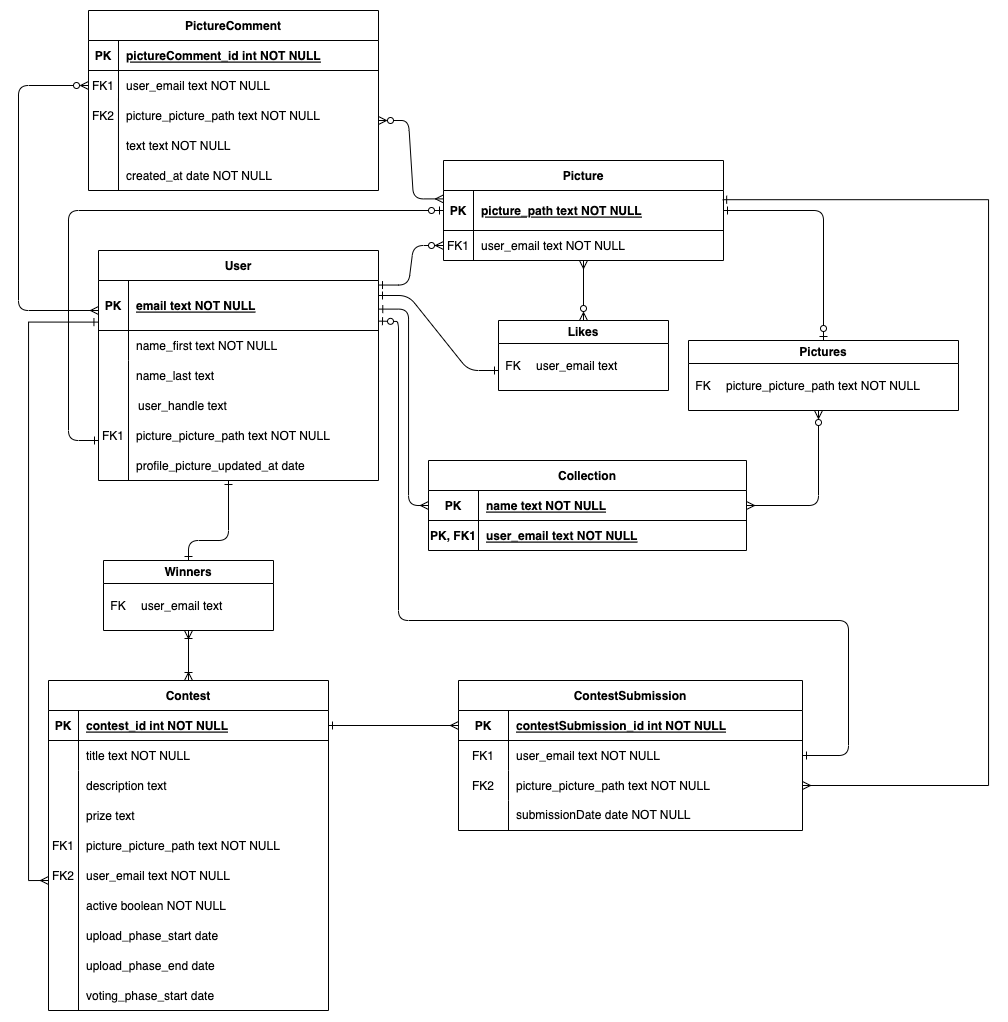 PictureComment
PK pictureComment_id int NOT NULL
FK1 user_email text NOT NULL
FK2 picture_picture_path text NOT NULL
text text NOT NULL
created_at date NOT NULL
Picture
PK picture_path text NOT NULL
FK1 user_email text NOT NULL
User
PK email text NOT NULL
name_first text NOT NULL
name_last text
user_handle text
FK1 picture_picture_path text NOT NULL
profile_picture_updated_at date
Likes
FK user_email text
Pictures
FK picture_picture_path text NOT NULL
Collection
PK name text NOT NULL
PK, FK1 user_email text NOT NULL
Winners
FK user_email text
Contest
PK contest_id int NOT NULL
title text NOT NULL
description text
prize text
FK1 picture_picture_path text NOT NULL
FK2 user_email text NOT NULL
active boolean NOT NULL
upload_phase_start date
upload_phase_end date
voting_phase_start date
ContestSubmission
PK contestSubmission_id int NOT NULL
FK1 user_email text NOT NULL
FK2 picture_picture_path text NOT NULL
submissionDate date NOT NULL